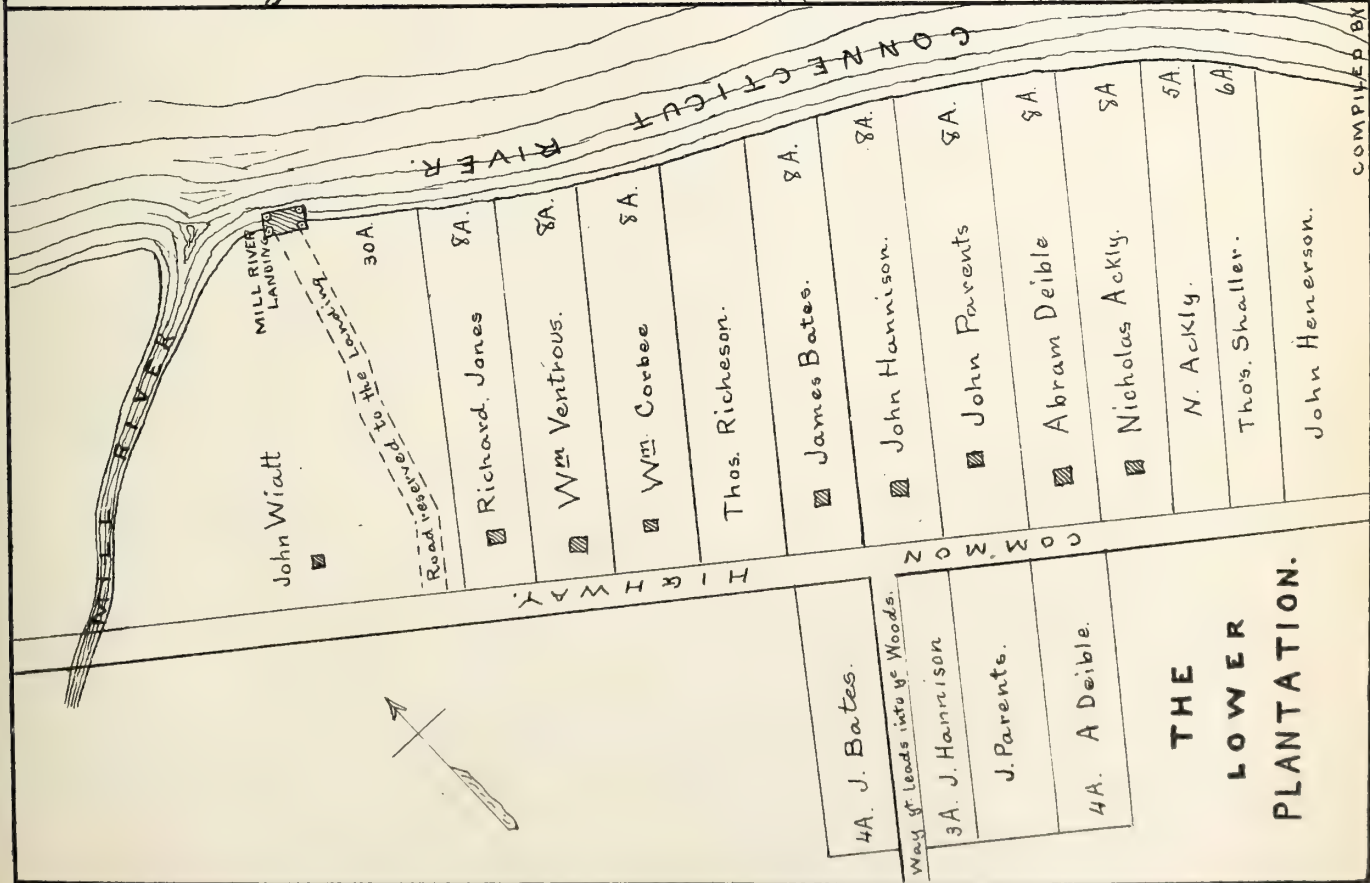 CONNECTICUT RIVER.
MILL RIVER
MILL RIVER
LANDING
John Wiatt
30A.
Road reserved to the Landing
Richard Jones 8A.
Wm Ventrous. 8A.
Wm. Corbee 8A.
Thos. Richeson.
James Bates. 8A.
John Hannison. 8A.
John Parents 8A.
Abram Deible 8A
Nicholas Ackly. 8A
N. Ackly. 5A.
Tho's. Shaller. 6A.
John Henerson.
COMMON HIGHWAY.
4A. J. Bates.
Way yt. leads into ye Woods.
3A. J. Hannison
J. Parents.
4A. A Deible.
THE
LOWER
PLANTATION.
COMPILED BY